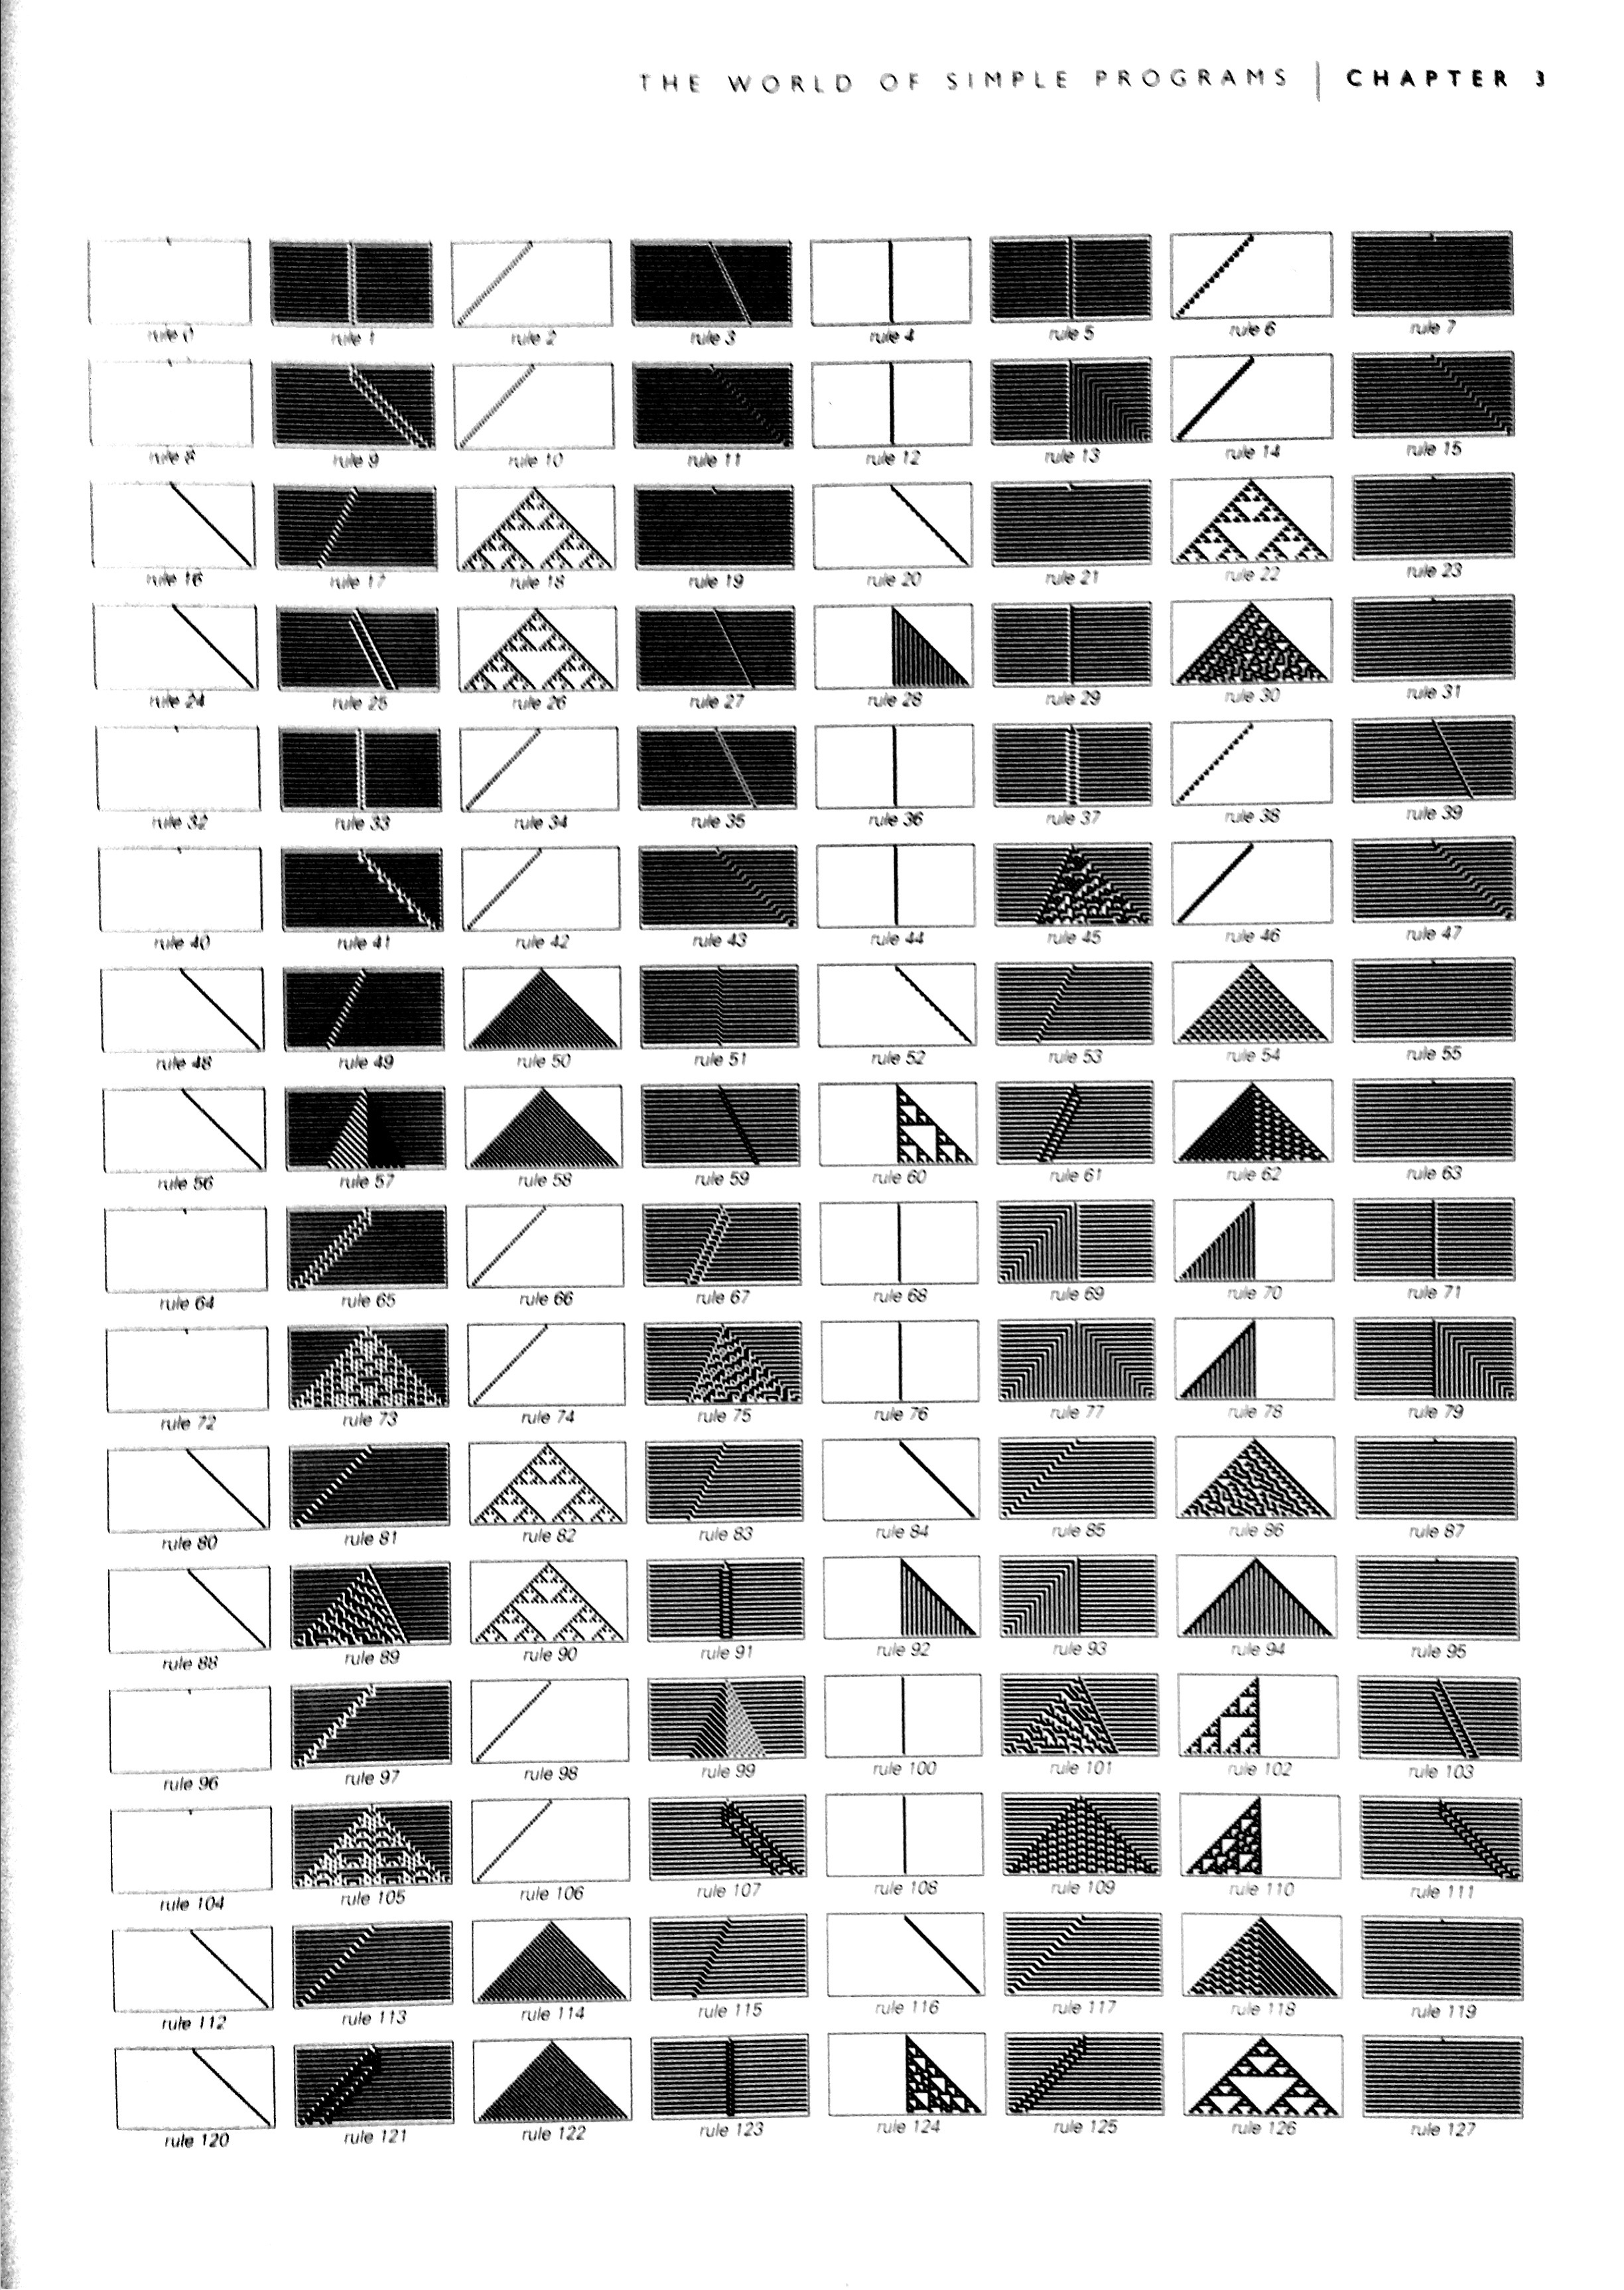 THE WORLD OF SIMPLE PROGRAMS | CHAPTER 3
rule 0 rule 1 rule 2 rule 3 rule 4 rule 5 rule 6 rule 7
rule 8 rule 9 rule 10 rule 11 rule 12 rule 13 rule 14 rule 15
rule 16 rule 17 rule 18 rule 19 rule 20 rule 21 rule 22 rule 23
rule 24 rule 25 rule 26 rule 27 rule 28 rule 29 rule 30 rule 31
rule 32 rule 33 rule 34 rule 35 rule 36 rule 37 rule 38 rule 39
rule 40 rule 41 rule 42 rule 43 rule 44 rule 45 rule 46 rule 47
rule 48 rule 49 rule 50 rule 51 rule 52 rule 53 rule 54 rule 55
rule 56 rule 57 rule 58 rule 59 rule 60 rule 61 rule 62 rule 63
rule 64 rule 65 rule 66 rule 67 rule 68 rule 69 rule 70 rule 71
rule 72 rule 73 rule 74 rule 75 rule 76 rule 77 rule 78 rule 79
rule 80 rule 81 rule 82 rule 83 rule 84 rule 85 rule 86 rule 87
rule 88 rule 89 rule 90 rule 91 rule 92 rule 93 rule 94 rule 95
rule 96 rule 97 rule 98 rule 99 rule 100 rule 101 rule 102 rule 103
rule 104 rule 105 rule 106 rule 107 rule 108 rule 109 rule 110 rule 111
rule 112 rule 113 rule 114 rule 115 rule 116 rule 117 rule 118 rule 119
rule 120 rule 121 rule 122 rule 123 rule 124 rule 125 rule 126 rule 127